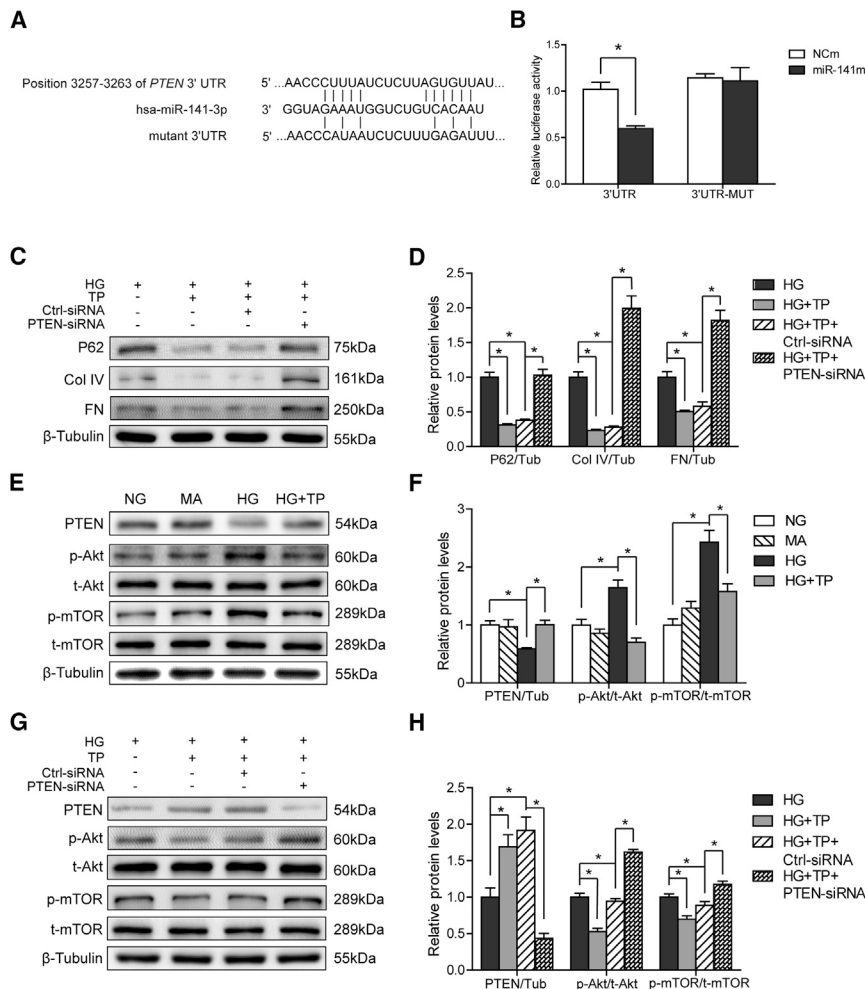 A
Position 3257-3263 of PTEN 3' UTR 5' ...AACCCUUUAUCUCUUAGUGUUAU...
hsa-miR-141-3p 3' GGUAGAAAUGGUCUGUCACAAU
mutant 3'UTR 5' ...AACCCAUAAUCUCUUUGAGAUUU...
B
Relative luciferase activity
1.5
1.0
0.5
0.0
*
3'UTR 3'UTR-MUT
NCm
miR-141m
C
HG + + + +
TP - + + +
Ctrl-siRNA - - + -
PTEN-siRNA - - - +
P62 75kDa
Col IV 161kDa
FN 250kDa
β-Tubulin 55kDa
D
Relative protein levels
2.5
2.0
1.5
1.0
0.5
0.0
* * *
* * *
* * *
P62/Tub Col IV/Tub FN/Tub
HG
HG+TP
HG+TP+
Ctrl-siRNA
HG+TP+
PTEN-siRNA
E
NG MA HG HG+TP
PTEN 54kDa
p-Akt 60kDa
t-Akt 60kDa
p-mTOR 289kDa
t-mTOR 289kDa
β-Tubulin 55kDa
F
Relative protein levels
3
2
1
0
* * *
* * *
PTEN/Tub p-Akt/t-Akt p-mTOR/t-mTOR
NG
MA
HG
HG+TP
G
HG + + + +
TP - + + +
Ctrl-siRNA - - + -
PTEN-siRNA - - - +
PTEN 54kDa
p-Akt 60kDa
t-Akt 60kDa
p-mTOR 289kDa
t-mTOR 289kDa
β-Tubulin 55kDa
H
Relative protein levels
2.5
2.0
1.5
1.0
0.5
0.0
* * *
* * *
* * *
PTEN/Tub p-Akt/t-Akt p-mTOR/t-mTOR
HG
HG+TP
HG+TP+
Ctrl-siRNA
HG+TP+
PTEN-siRNA